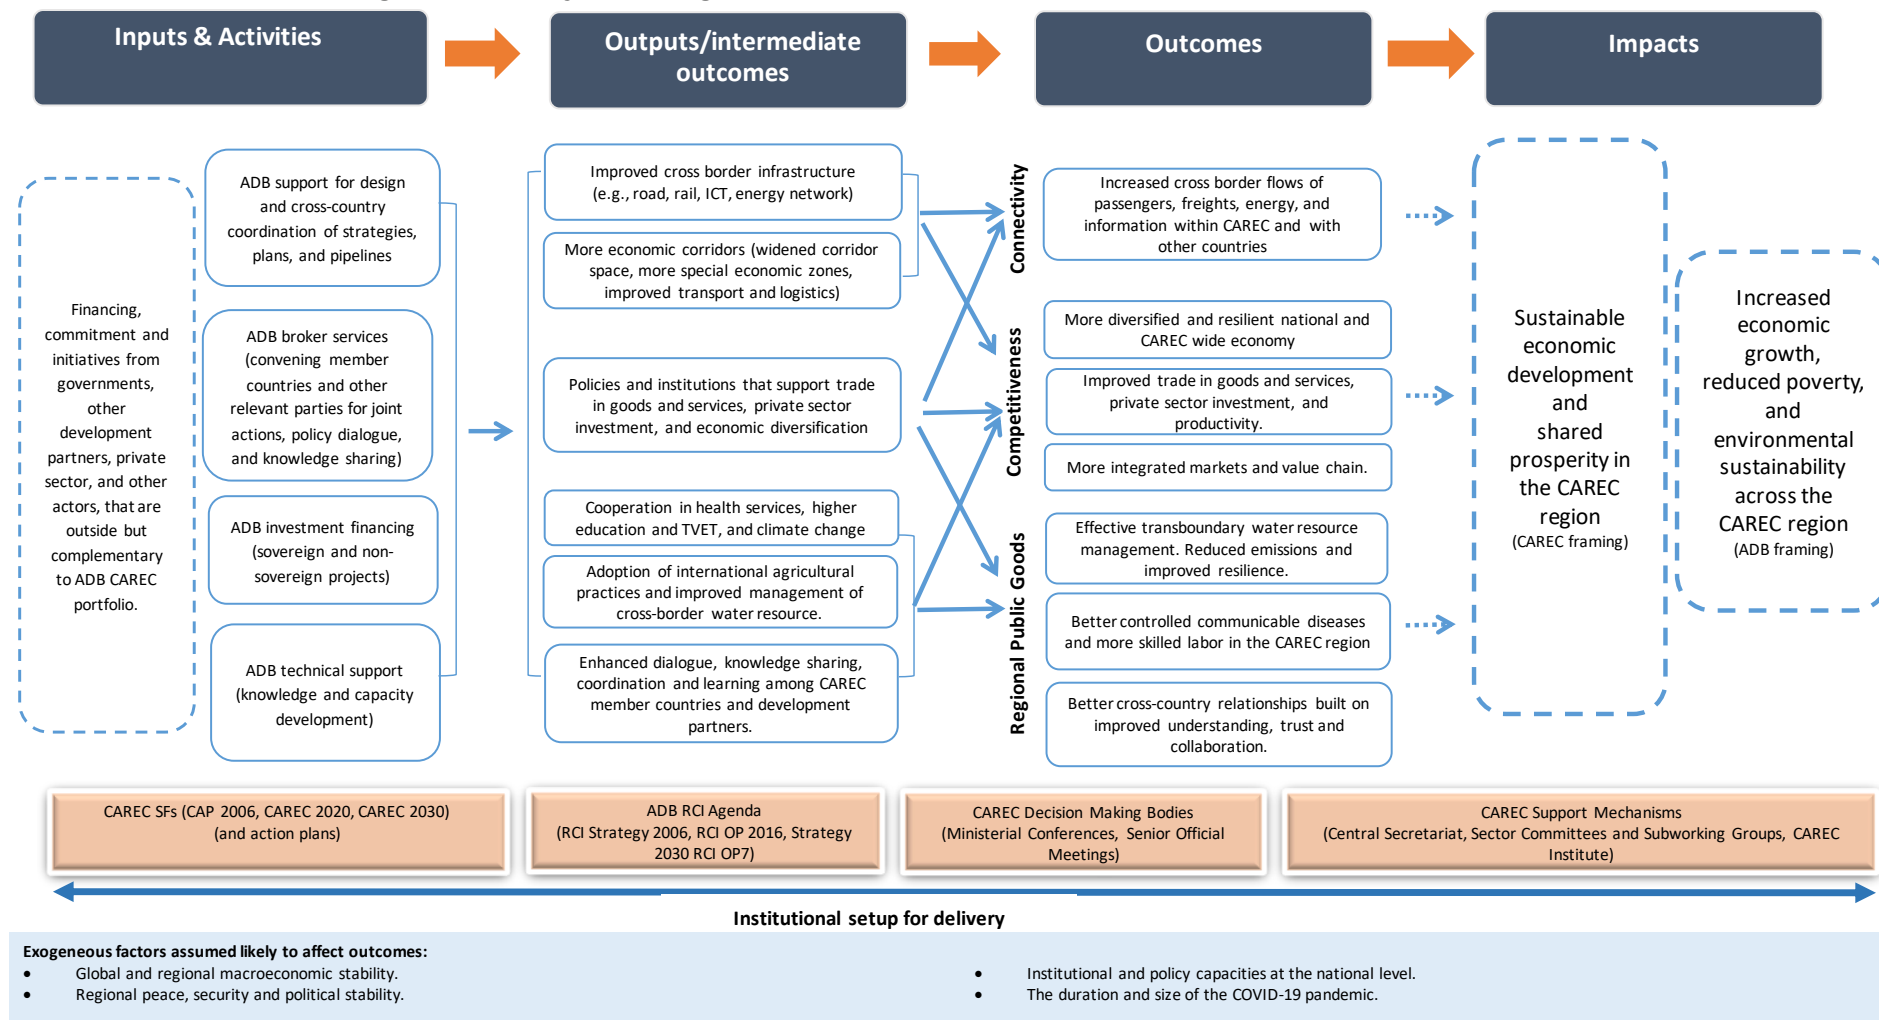 Inputs & Activities
Outputs/intermediate
outcomes
Outcomes
Impacts
Financing,
commitment and
initiatives from
governments,
other
development
partners, private
sector, and other
actors, that are
outside but
complementary
to ADB CAREC
portfolio.
ADB support for design
and cross-country
coordination of strategies,
plans, and pipelines
ADB broker services
(convening member
countries and other
relevant parties for joint
actions, policy dialogue,
and knowledge sharing)
ADB investment financing
(sovereign and non-
sovereign projects)
ADB technical support
(knowledge and capacity
development)
Improved cross border infrastructure
(e.g., road, rail, ICT, energy network)
More economic corridors (widened corridor
space, more special economic zones,
improved transport and logistics)
Policies and institutions that support trade
in goods and services, private sector
investment, and economic diversification
Cooperation in health services, higher
education and TVET, and climate change
Adoption of international agricultural
practices and improved management of
cross-border water resource.
Enhanced dialogue, knowledge sharing,
coordination and learning among CAREC
member countries and development
partners.
Connectivity
Competitiveness
Regional Public Goods
Increased cross border flows of
passengers, freights, energy, and
information within CAREC and with
other countries
More diversified and resilient national and
CAREC wide economy
Improved trade in goods and services,
private sector investment, and
productivity.
More integrated markets and value chain.
Effective transboundary water resource
management. Reduced emissions and
improved resilience.
Better controlled communicable diseases
and more skilled labor in the CAREC region
Better cross-country relationships built on
improved understanding, trust and
collaboration.
Sustainable
economic
development
and
shared
prosperity in
the CAREC
region
(CAREC framing)
Increased
economic
growth,
reduced poverty,
and
environmental
sustainability
across the
CAREC region
(ADB framing)
CAREC SFs (CAP 2006, CAREC 2020, CAREC 2030)
(and action plans)
ADB RCI Agenda
(RCI Strategy 2006, RCI OP 2016, Strategy
2030 RCI OP7)
CAREC Decision Making Bodies
(Ministerial Conferences, Senior Official
Meetings)
CAREC Support Mechanisms
(Central Secretariat, Sector Committees and Subworking Groups, CAREC
Institute)
Institutional setup for delivery
Exogeneous factors assumed likely to affect outcomes:
• Global and regional macroeconomic stability.
• Regional peace, security and political stability.
• Institutional and policy capacities at the national level.
• The duration and size of the COVID-19 pandemic.